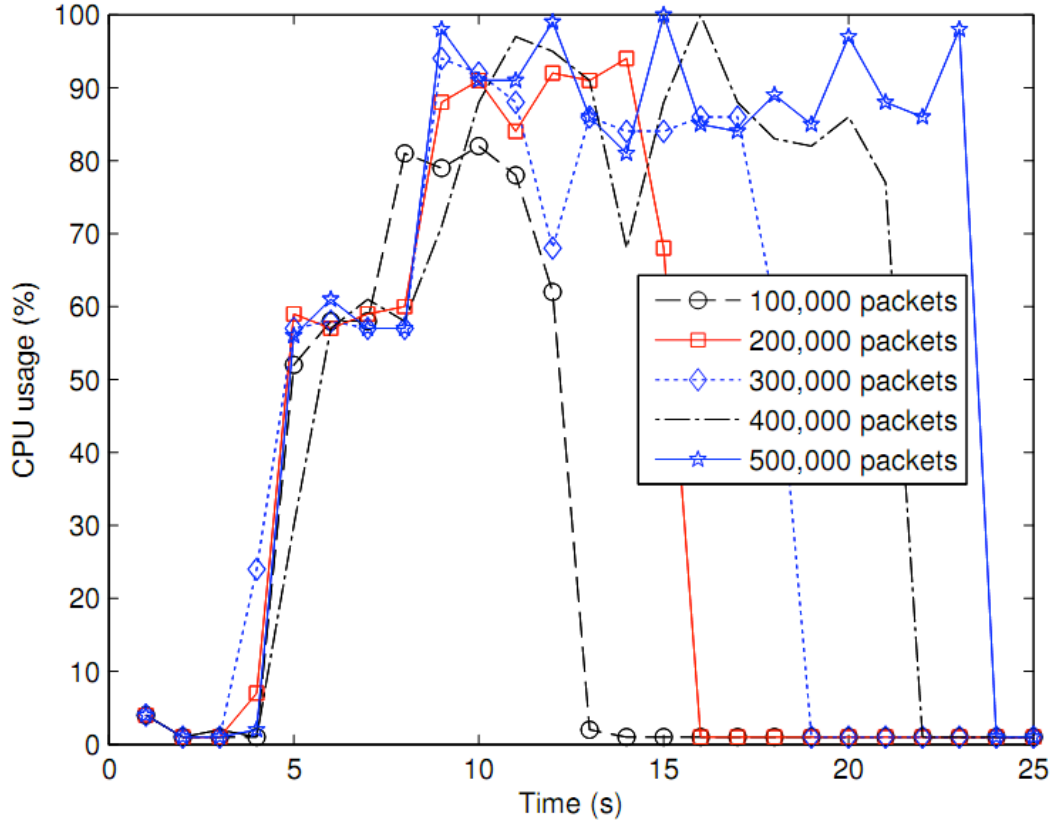 100
90
80
70
60
50
40
30
20
10
0
CPU usage (%)
100,000 packets
200,000 packets
300,000 packets
400,000 packets
500,000 packets
0 5 10 15 20 25
Time (s)